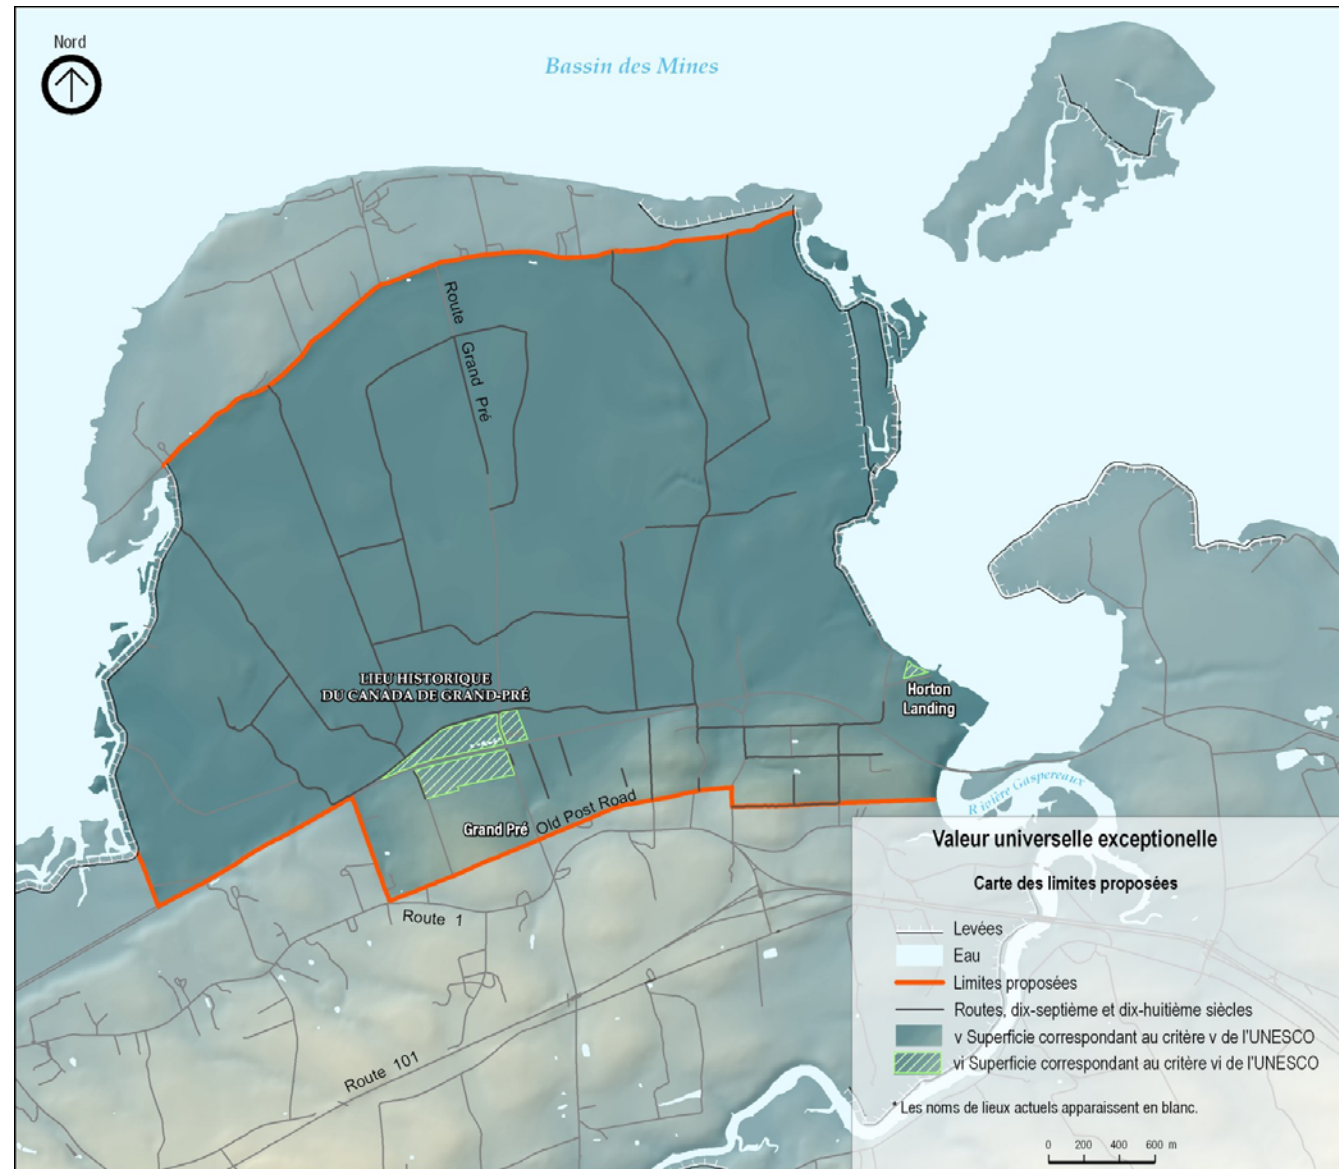 Nord
Bassin des Mines
Route Grand Pré
LIEU HISTORIQUE
DU CANADA DE GRAND-PRÉ
Horton
Landing
Rivière Gaspereaux
Grand Pré
Old Post Road
Route 1
Route 101
Valeur universelle exceptionelle
Carte des limites proposées
Levées
Eau
Limites proposées
Routes, dix-septième et dix-huitième siècles
v Superficie correspondant au critère v de l'UNESCO
vi Superficie correspondant au critère vi de l'UNESCO
* Les noms de lieux actuels apparaissent en blanc.
0 200 400 600 m